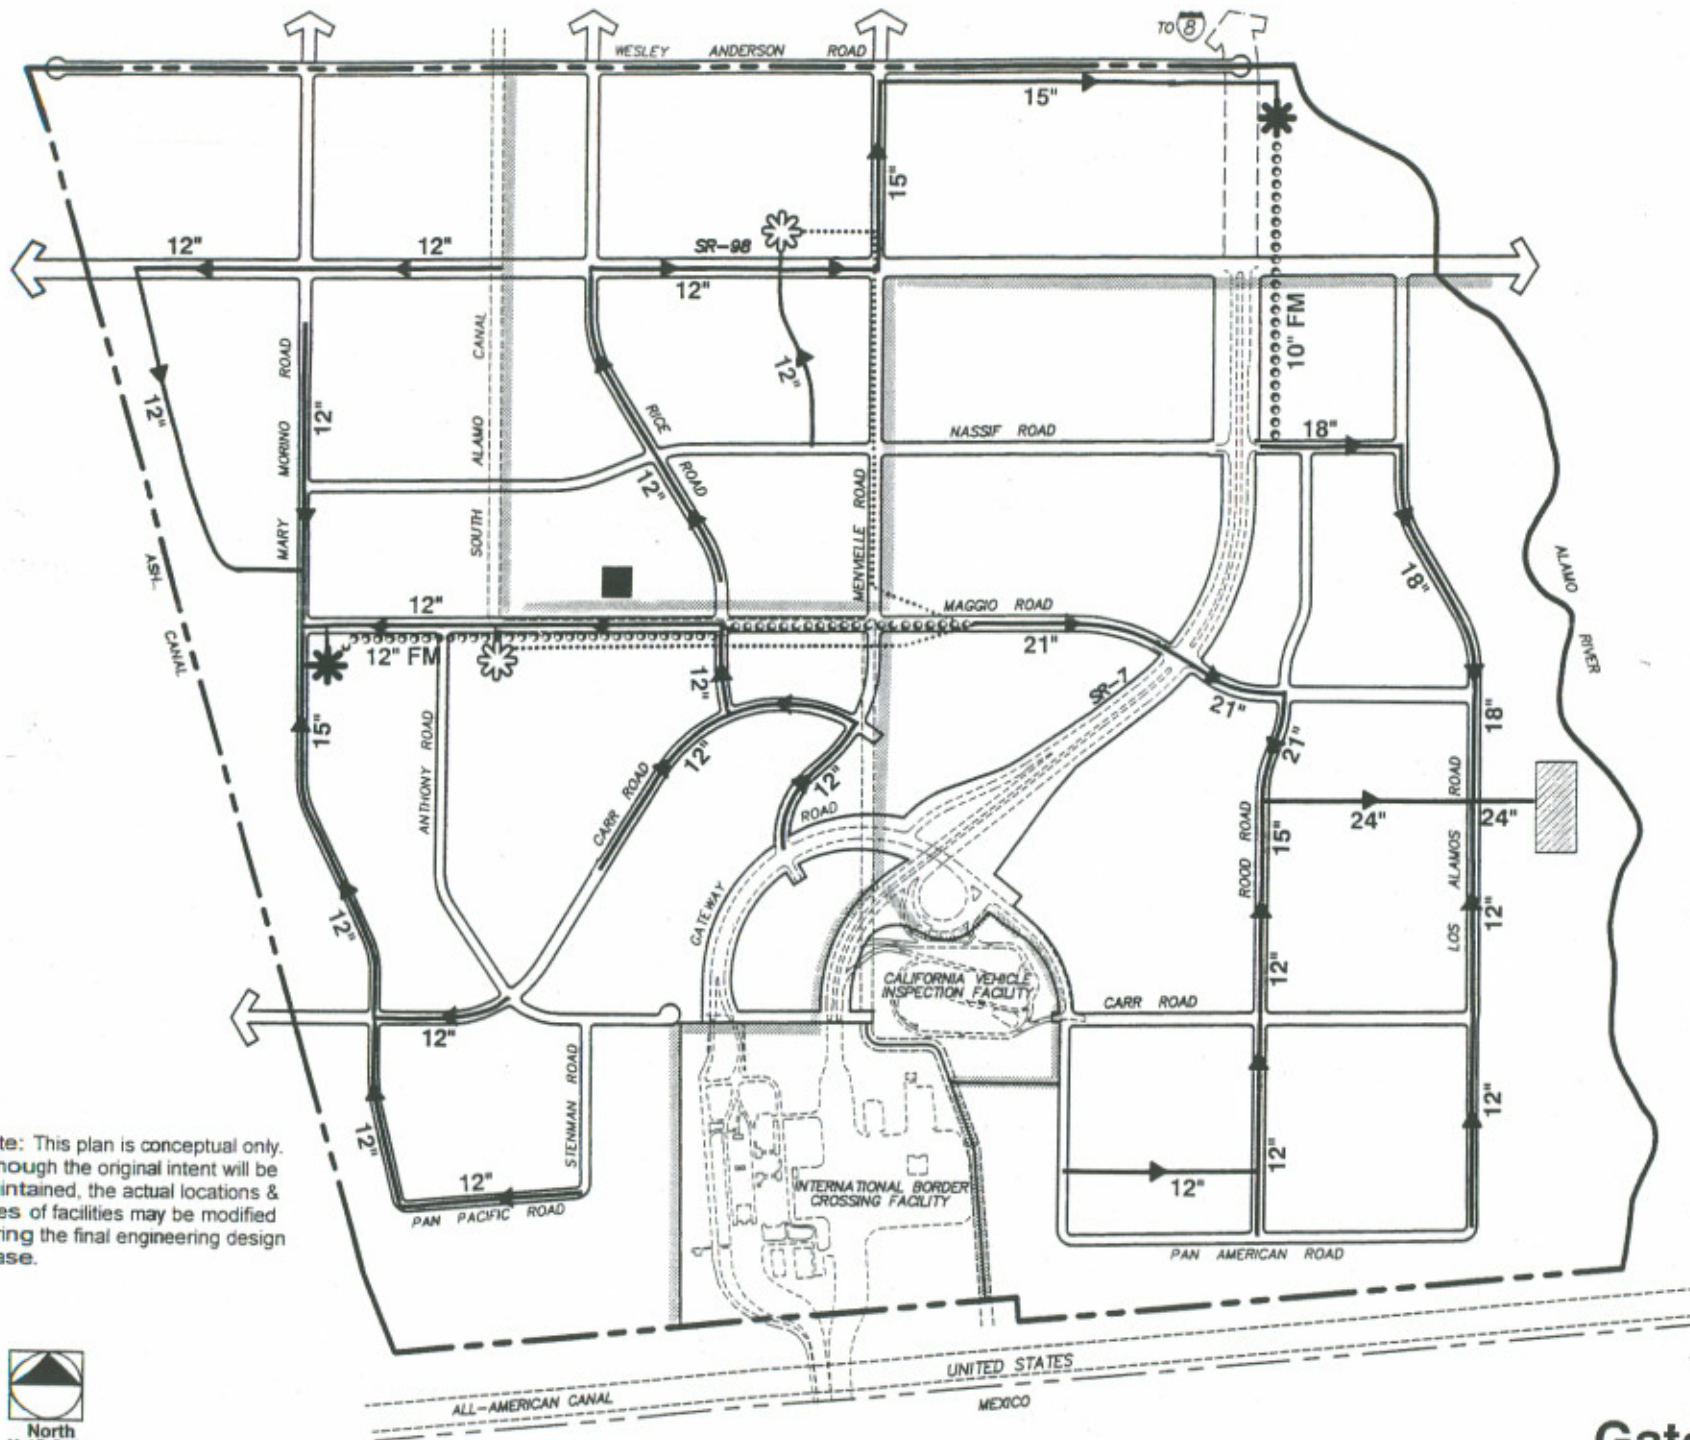 TO 8
WESLEY ANDERSON ROAD
15"
15"
12"
12"
SR-98
12"
10" FM
12"
12"
12"
MARY MORINO ROAD
SOUTH ALAMO CANAL
RICE ROAD
12"
NASSIF ROAD
18"
18"
MENVIELLE ROAD
ASH CANAL
ALAMO RIVER
12"
MAGGIO ROAD
12" FM
21"
12"
SR-7
21"
18"
21"
15"
ANTHONY ROAD
CARR ROAD
12"
12"
ROAD
GATEWAY
ROOD ROAD
15"
24"
24"
LOS ALAMOS ROAD
12"
12"
12"
CALIFORNIA VEHICLE
INSPECTION FACILITY
CARR ROAD
12"
STENMAN ROAD
12"
12"
12"
12"
12"
PAN PACIFIC ROAD
INTERNATIONAL BORDER
CROSSING FACILITY
PAN AMERICAN ROAD
te: This plan is conceptual only.
hough the original intent will be
intained, the actual locations &
es of facilities may be modified
ring the final engineering design
ase.
UNITED STATES
ALL-AMERICAN CANAL
MEXICO
North